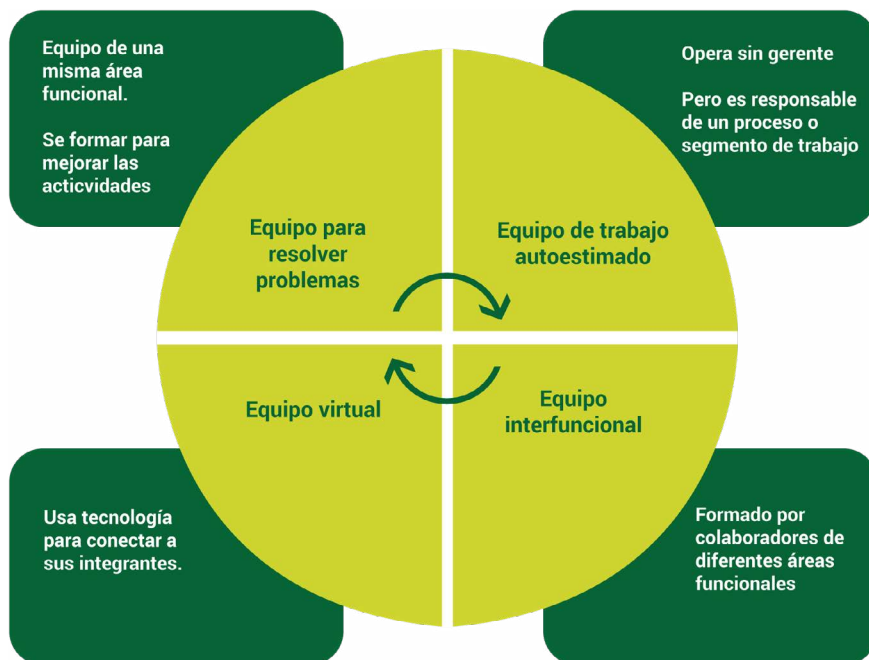 Equipo de una
misma área
funcional.
Se formar para
mejorar las
acticvidades
Opera sin gerente
Pero es responsable
de un proceso o
segmento de trabajo
Equipo para
resolver
problemas
Equipo de trabajo
autoestimado
Equipo virtual
Equipo
interfuncional
Usa tecnología
para conectar a
sus integrantes.
Formado por
colaboradores de
diferentes áreas
funcionales